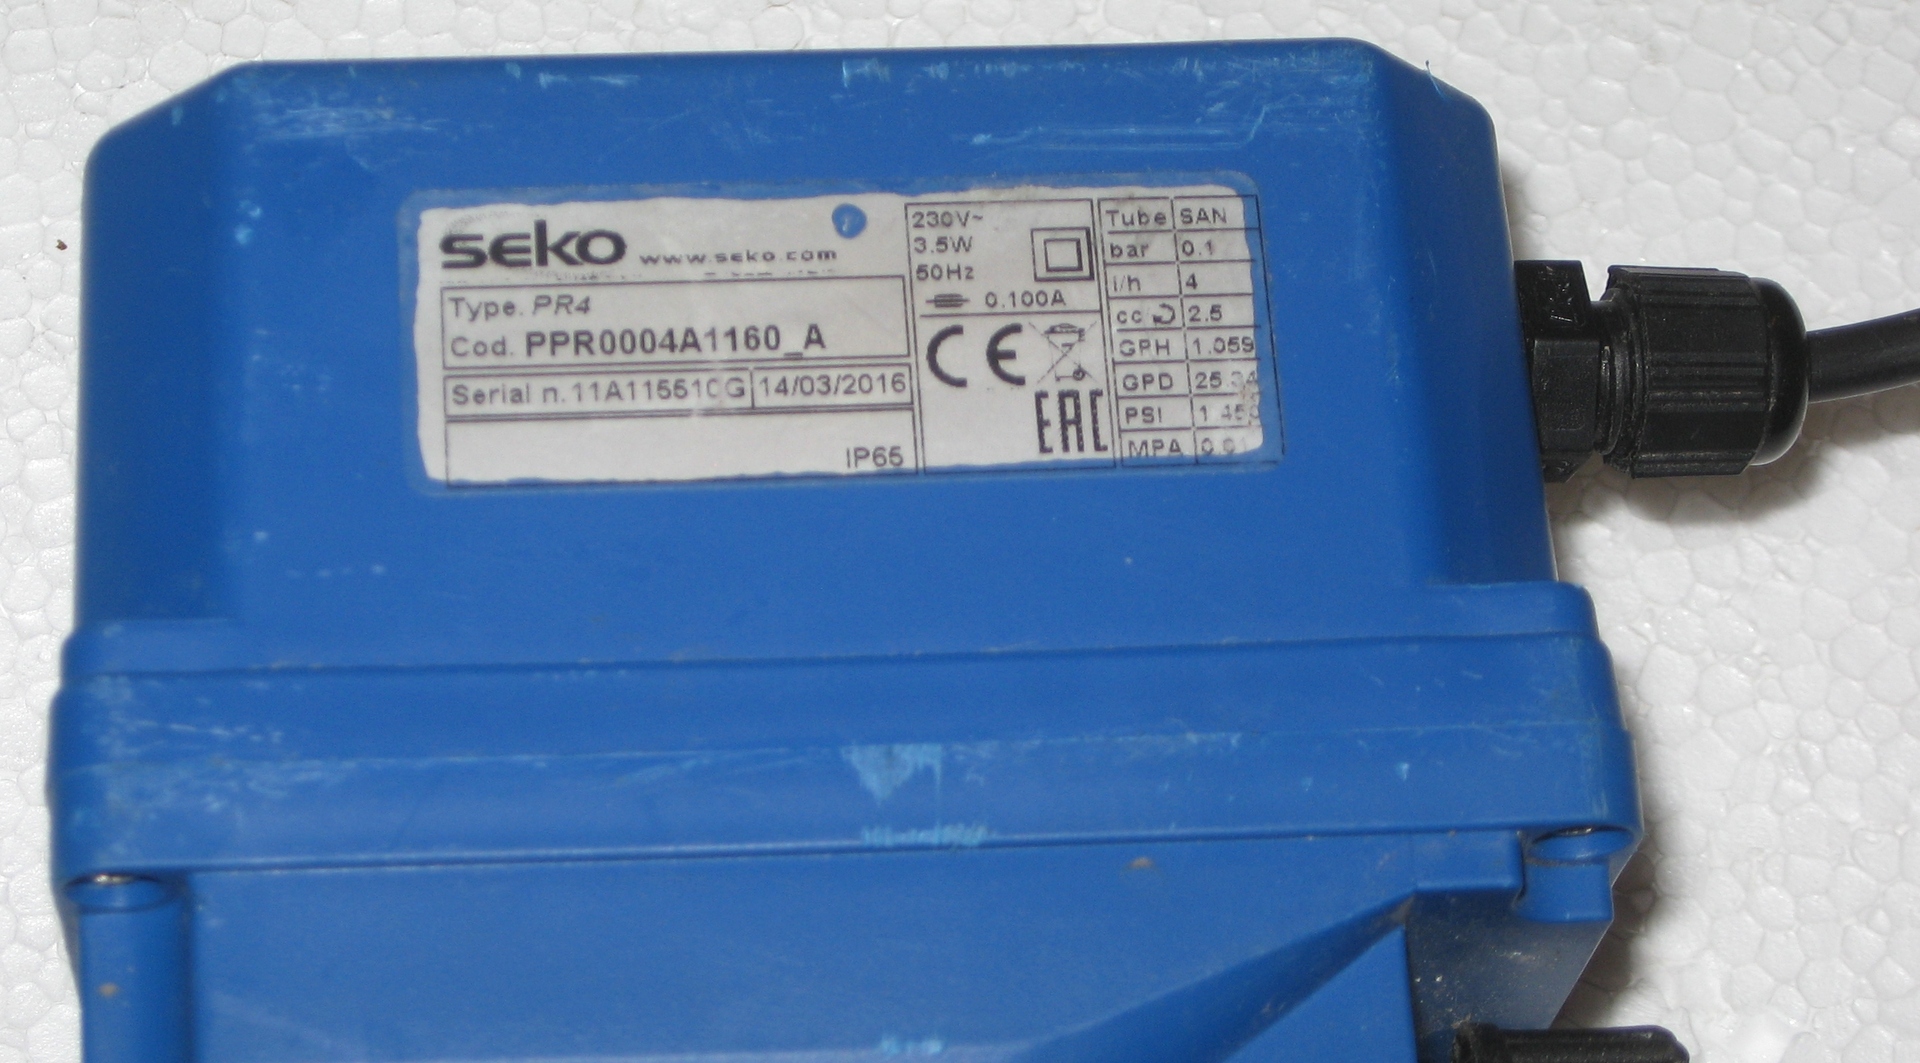 seko www.seko.com
Type. PR4
Cod. PPR0004A1160_A
Serial n. 14/03/2016
IP65
230V~
3.5W
50Hz
0.100A
CE
EAC
Tube SAN
bar 0.1
l/h 4
cc 2.5
GPH 1.059
GPD
PSI
MPA